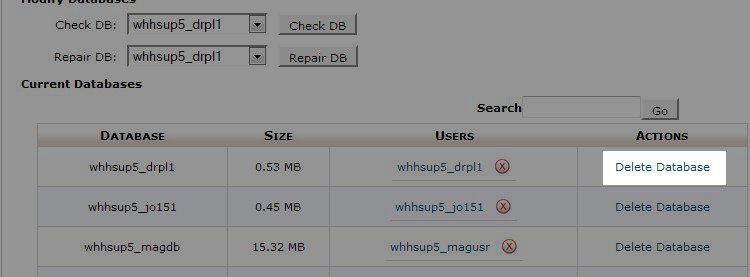 Modify Databases
Check DB: whhsup5_drpl1 Check DB
Repair DB: whhsup5_drpl1 Repair DB
Current Databases
Search Go
DATABASE SIZE USERS ACTIONS
whhsup5_drpl1 0.53 MB whhsup5_drpl1 Delete Database
whhsup5_jo151 0.45 MB whhsup5_jo151 Delete Database
whhsup5_magdb 15.32 MB whhsup5_magusr Delete Database